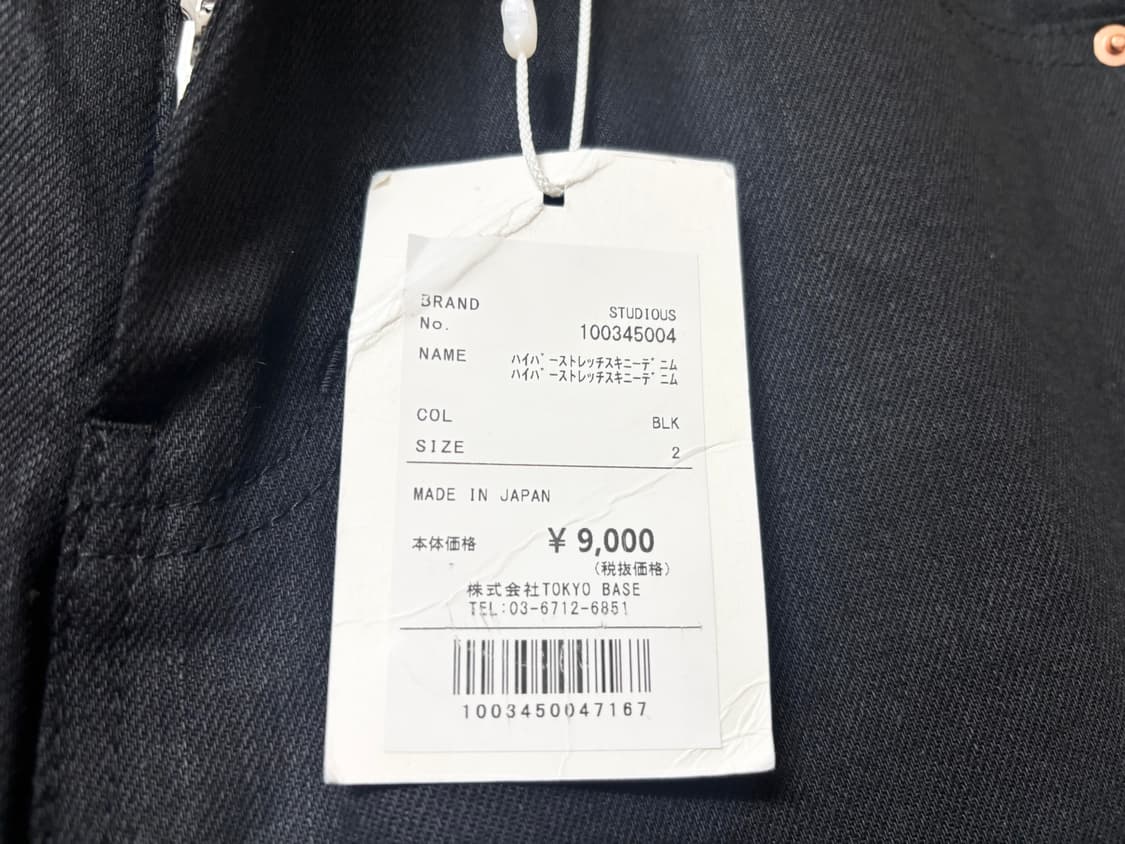 BRAND STUDIOUS
No. 100345004
NAME ﾊｲﾊﾟｰｽﾄﾚｯﾁｽｷﾆｰﾃﾞﾆﾑ
ﾊｲﾊﾟｰｽﾄﾚｯﾁｽｷﾆｰﾃﾞﾆﾑ
COL BLK
SIZE 2
MADE IN JAPAN
本体価格 ¥ 9,000
(税抜価格)
株式会社TOKYO BASE
TEL:03-6712-6851
1003450047167